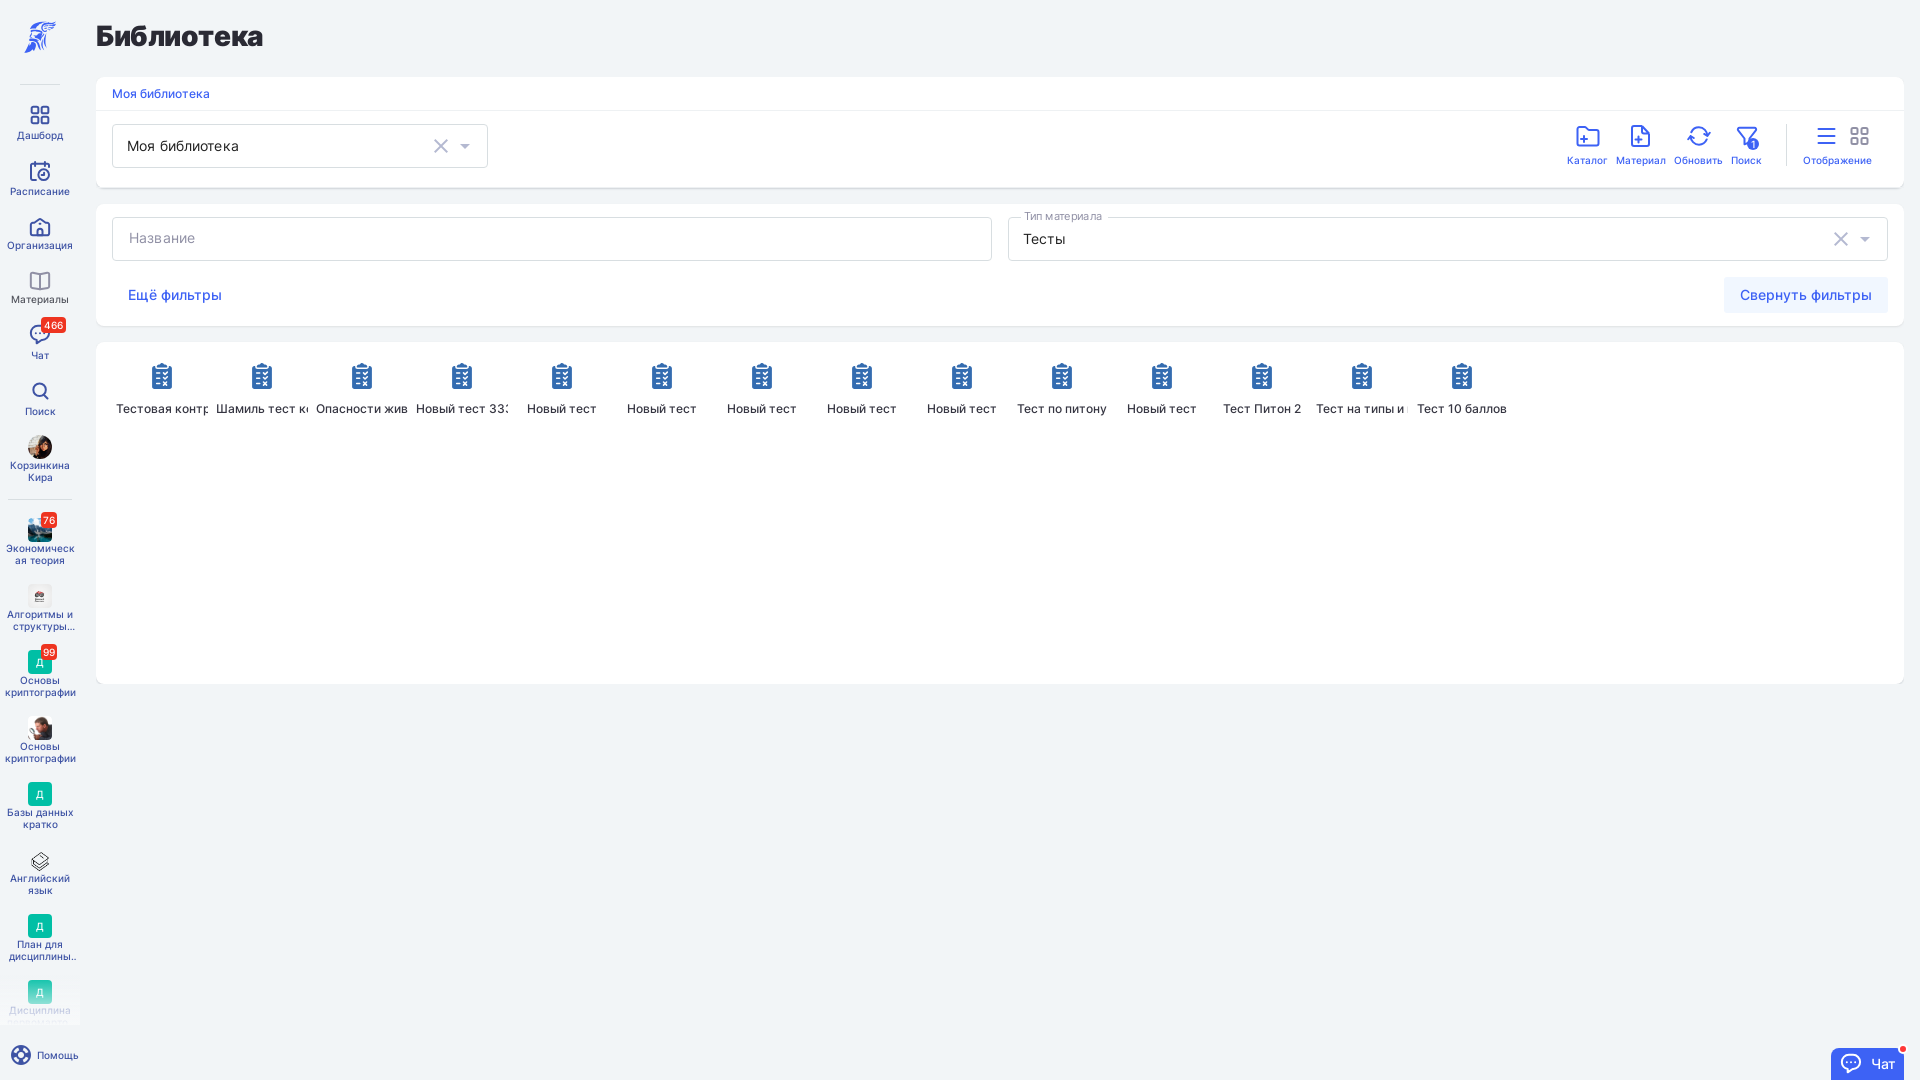 Библиотека
Моя библиотека
Моя библиотека
Каталог
Материал
Обновить
1
Поиск
Отображение
Название
Тип материала
Тесты
Ещё фильтры
Свернуть фильтры
Тестовая контр
Шамиль тест ко
Опасности жив
Новый тест 333
Новый тест
Новый тест
Новый тест
Новый тест
Новый тест
Тест по питону
Новый тест
Тест Питон 2
Тест на типы и
Тест 10 баллов
Дашборд
Расписание
Организация
Материалы
466
Чат
Поиск
Корзинкина
Кира
76
Экономическ
ая теория
Алгоритмы и
структуры...
99
Д
Основы
криптографии
Основы
криптографии
Д
Базы данных
кратко
Английский
язык
Д
План для
дисциплины..
Д
Дисциплина
Помощь
Чат